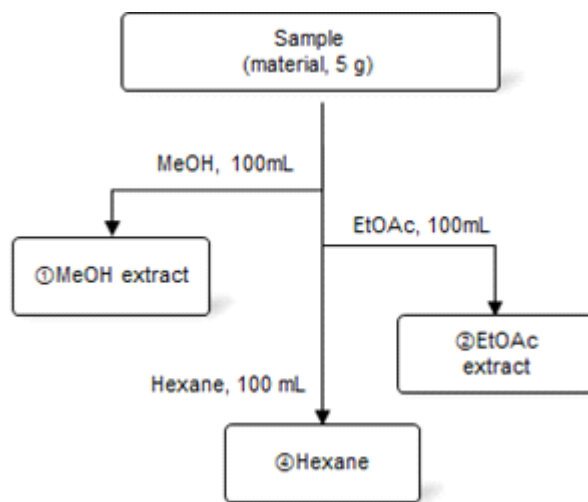 Sample
(material, 5 g)
MeOH, 100mL
EtOAc, 100mL
①MeOH extract
②EtOAc
extract
Hexane, 100 mL
④Hexane